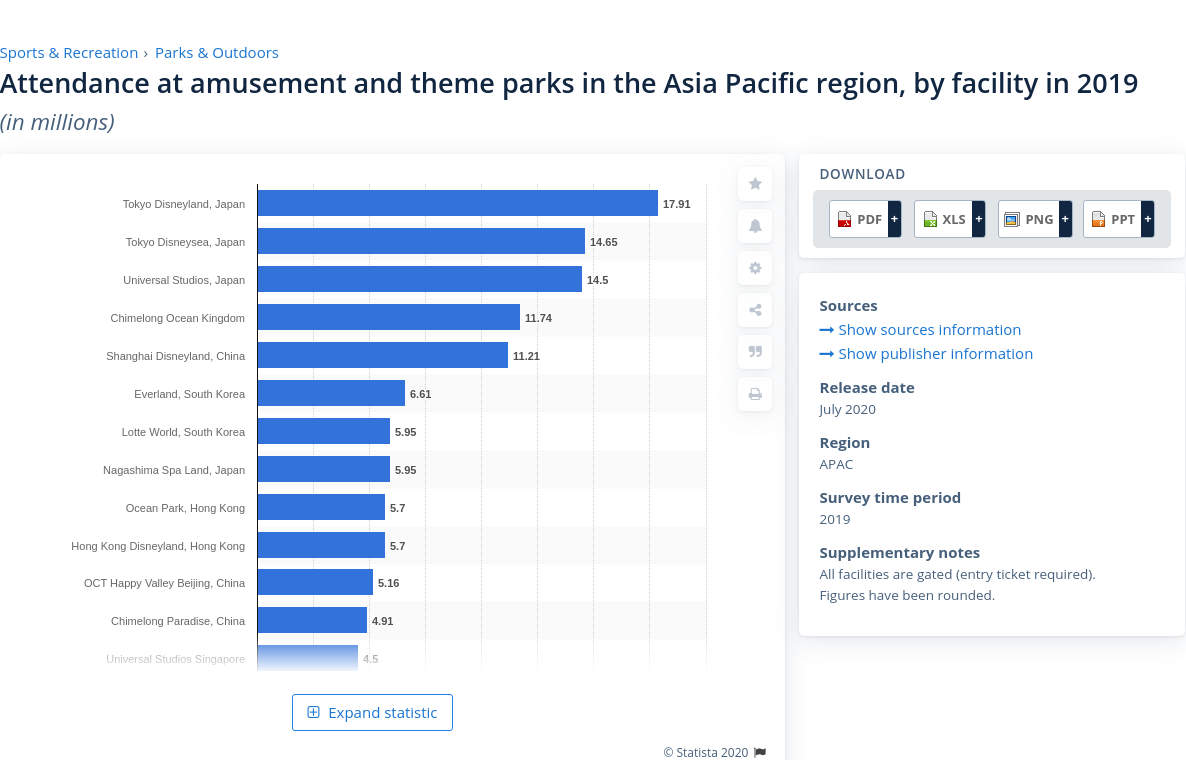 Sports & Recreation › Parks & Outdoors
Attendance at amusement and theme parks in the Asia Pacific region, by facility in 2019
(in millions)
Tokyo Disneyland, Japan 17.91
Tokyo Disneysea, Japan 14.65
Universal Studios, Japan 14.5
Chimelong Ocean Kingdom 11.74
Shanghai Disneyland, China 11.21
Everland, South Korea 6.61
Lotte World, South Korea 5.95
Nagashima Spa Land, Japan 5.95
Ocean Park, Hong Kong 5.7
Hong Kong Disneyland, Hong Kong 5.7
OCT Happy Valley Beijing, China 5.16
Chimelong Paradise, China 4.91
Universal Studios Singapore 4.5
Expand statistic
© Statista 2020
DOWNLOAD
PDF + XLS + PNG + PPT +
Sources
Show sources information
Show publisher information
Release date
July 2020
Region
APAC
Survey time period
2019
Supplementary notes
All facilities are gated (entry ticket required).
Figures have been rounded.